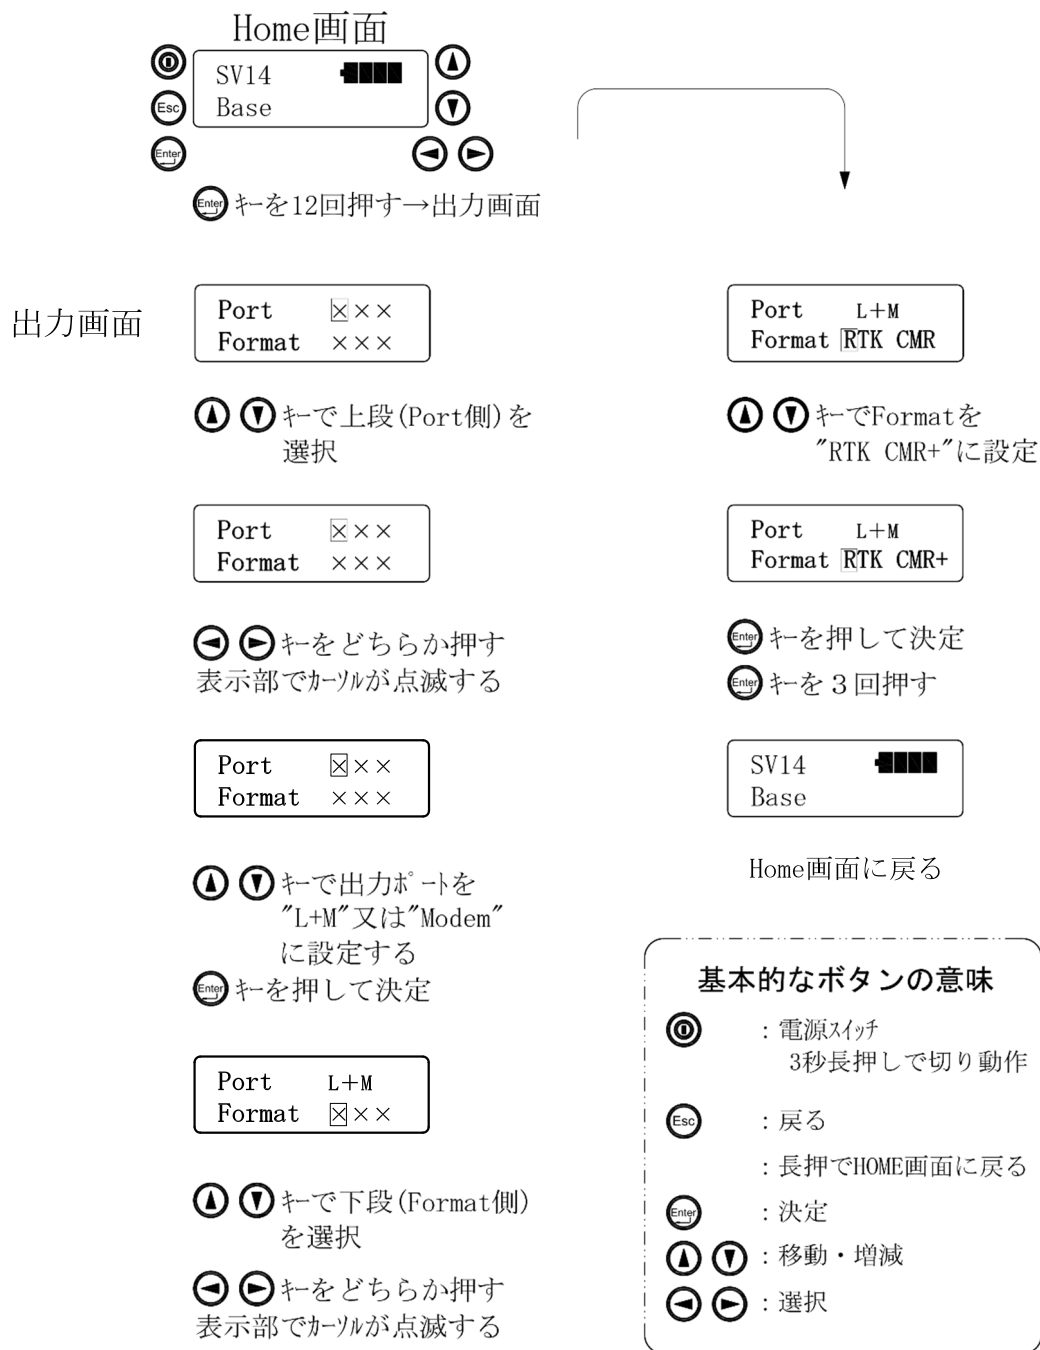 Home画面
SV14
Base
Esc
Enter
Enter キーを12回押す→出力画面
出力画面
Port ×××
Format ×××
キーで上段(Port側)を
選択
Port ×××
Format ×××
キーをどちらか押す
表示部でカーソルが点滅する
Port ×××
Format ×××
キーで出力ポートを
"L+M"又は"Modem"
に設定する
Enter キーを押して決定
Port L+M
Format ×××
キーで下段(Format側)
を選択
キーをどちらか押す
表示部でカーソルが点滅する
Port L+M
Format RTK CMR
キーでFormatを
"RTK CMR+"に設定
Port L+M
Format RTK CMR+
Enter キーを押して決定
Enter キーを3回押す
SV14
Base
Home画面に戻る
基本的なボタンの意味
:電源スイッチ
3秒長押しで切り動作
Esc :戻る
:長押でHOME画面に戻る
Enter :決定
:移動・増減
:選択